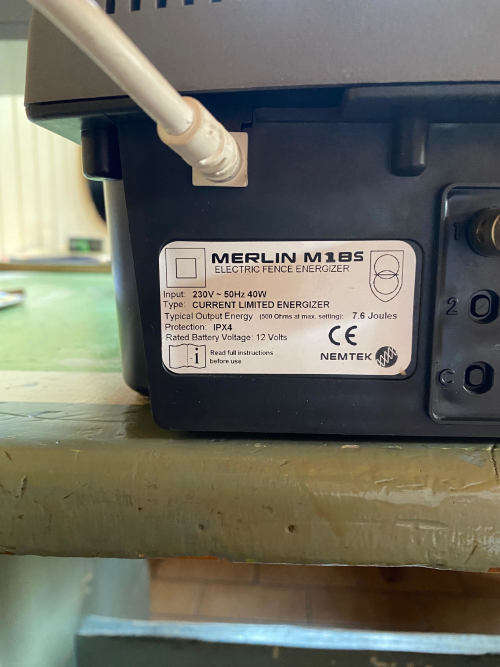 MERLIN M18S
ELECTRIC FENCE ENERGIZER
Input: 230V ~ 50Hz 40W
Type: CURRENT LIMITED ENERGIZER
Typical Output Energy (500 Ohms at max. setting): 7.6 Joules
Protection: IPX4
Rated Battery Voltage: 12 Volts
CE
i Read full instructions
before use
NEMTEK
1
2
C